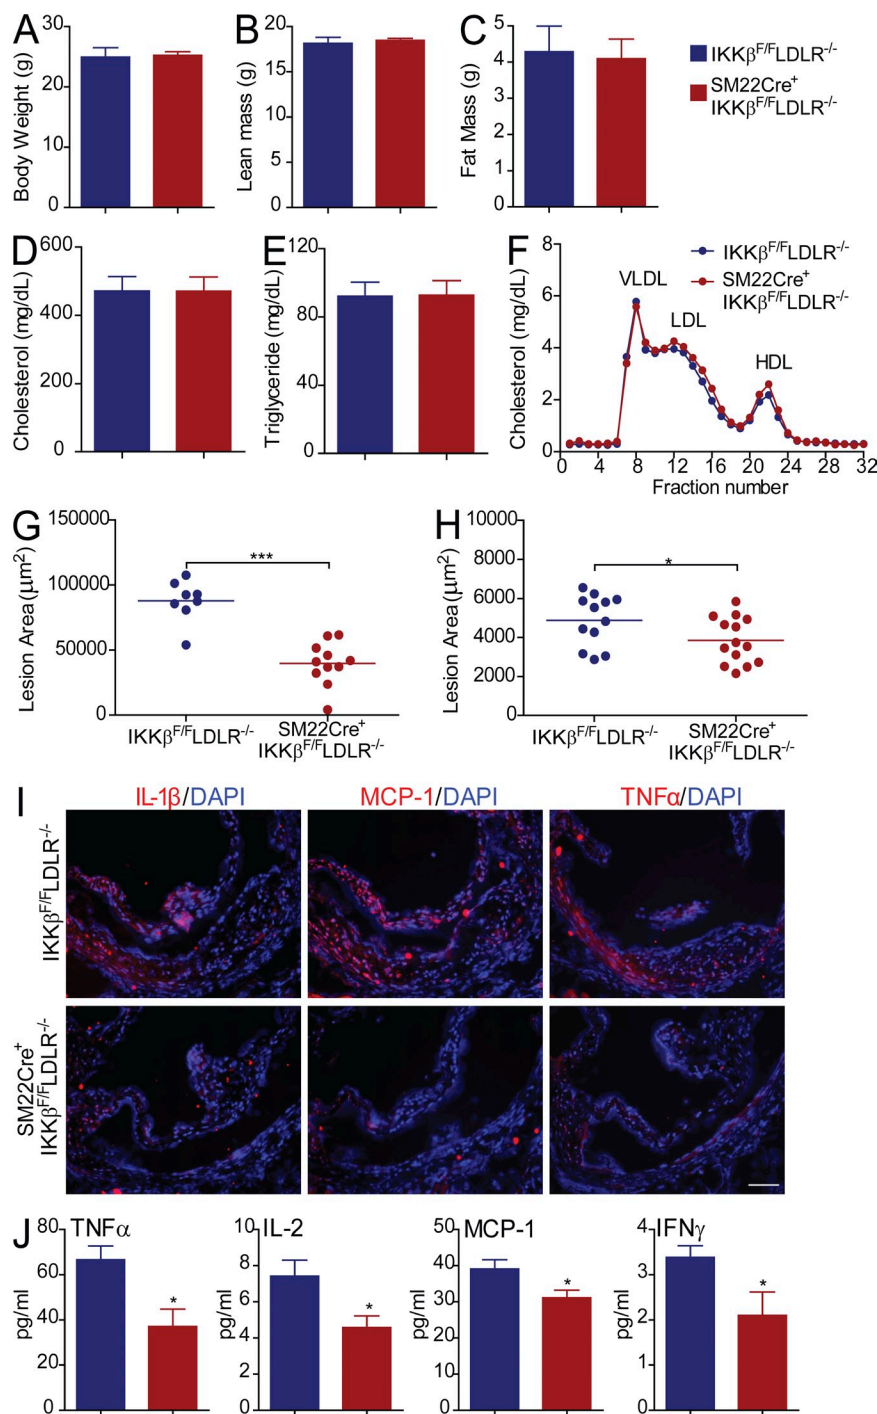 A
Body Weight (g)
30
20
10
0
B
Lean mass (g)
20
15
10
5
0
C
Fat Mass (g)
5
4
3
2
1
0
IKKβF/FLDLR-/-
SM22Cre+
IKKβF/FLDLR-/-
D
Cholesterol (mg/dL)
600
400
200
0
E
Triglyceride (mg/dL)
120
80
40
0
F
Cholesterol (mg/dL)
8
6
4
2
0
VLDL
LDL
HDL
IKKβF/FLDLR-/-
SM22Cre+
IKKβF/FLDLR-/-
0 4 8 12 16 20 24 28 32
Fraction number
G
Lesion Area (μm2)
150000
100000
50000
0
***
IKKβF/FLDLR-/-
SM22Cre+
IKKβF/FLDLR-/-
H
Lesion Area (μm2)
10000
8000
6000
4000
2000
0
*
IKKβF/FLDLR-/-
SM22Cre+
IKKβF/FLDLR-/-
I
IL-1β/DAPI
MCP-1/DAPI
TNFα/DAPI
IKKβF/FLDLR-/-
SM22Cre+
IKKβF/FLDLR-/-
J
TNFα
pg/ml
80
60
40
20
0
*
IL-2
pg/ml
10
8
6
4
2
0
*
MCP-1
pg/ml
50
40
30
20
10
0
*
IFNγ
pg/ml
4
3
2
1
0
*